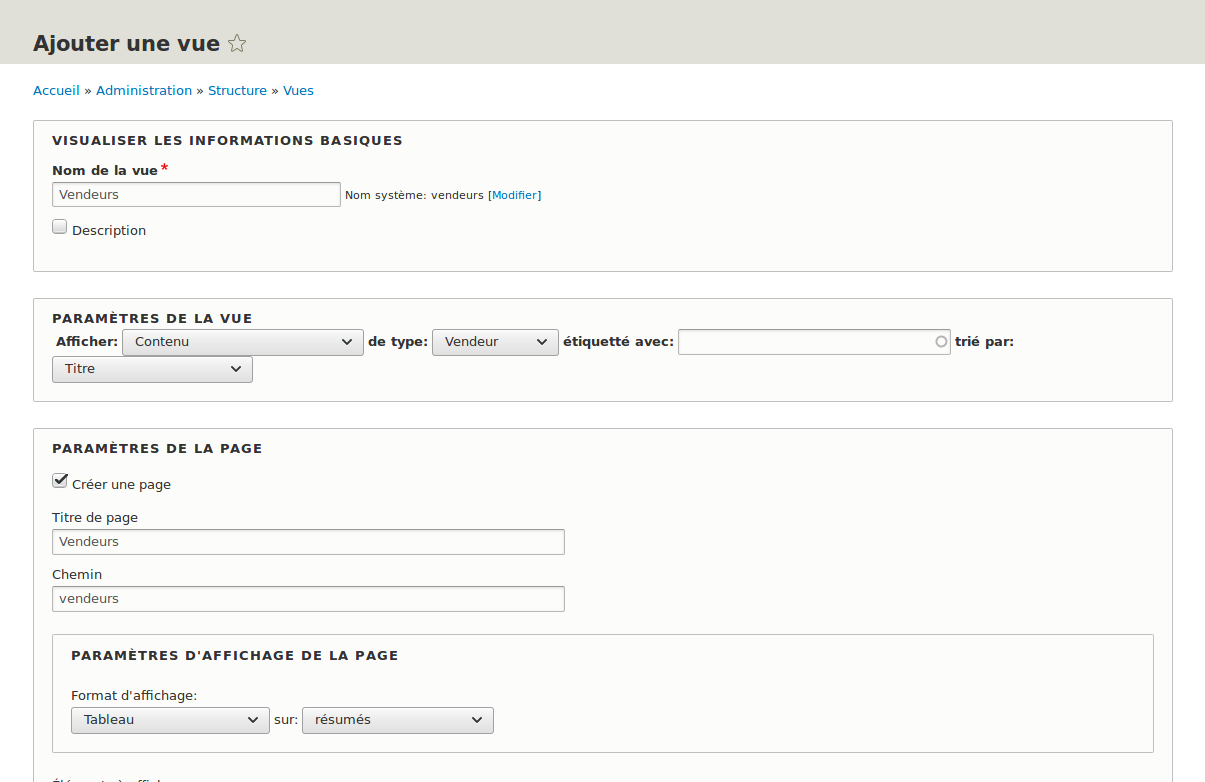 Ajouter une vue
Accueil » Administration » Structure » Vues
VISUALISER LES INFORMATIONS BASIQUES
Nom de la vue *
Vendeurs Nom système: vendeurs [Modifier]
Description
PARAMÈTRES DE LA VUE
Afficher: Contenu de type: Vendeur étiquetté avec: trié par:
Titre
PARAMÈTRES DE LA PAGE
Créer une page
Titre de page
Vendeurs
Chemin
vendeurs
PARAMÈTRES D'AFFICHAGE DE LA PAGE
Format d'affichage:
Tableau sur: résumés